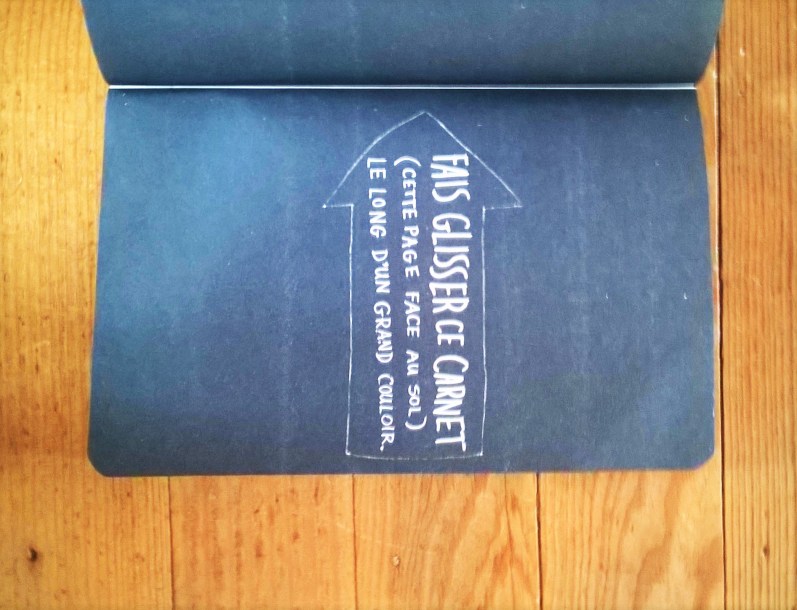 FAIS GLISSER CE CARNET
(CETTE PAGE FACE AU SOL)
LE LONG D'UN GRAND COULOIR.